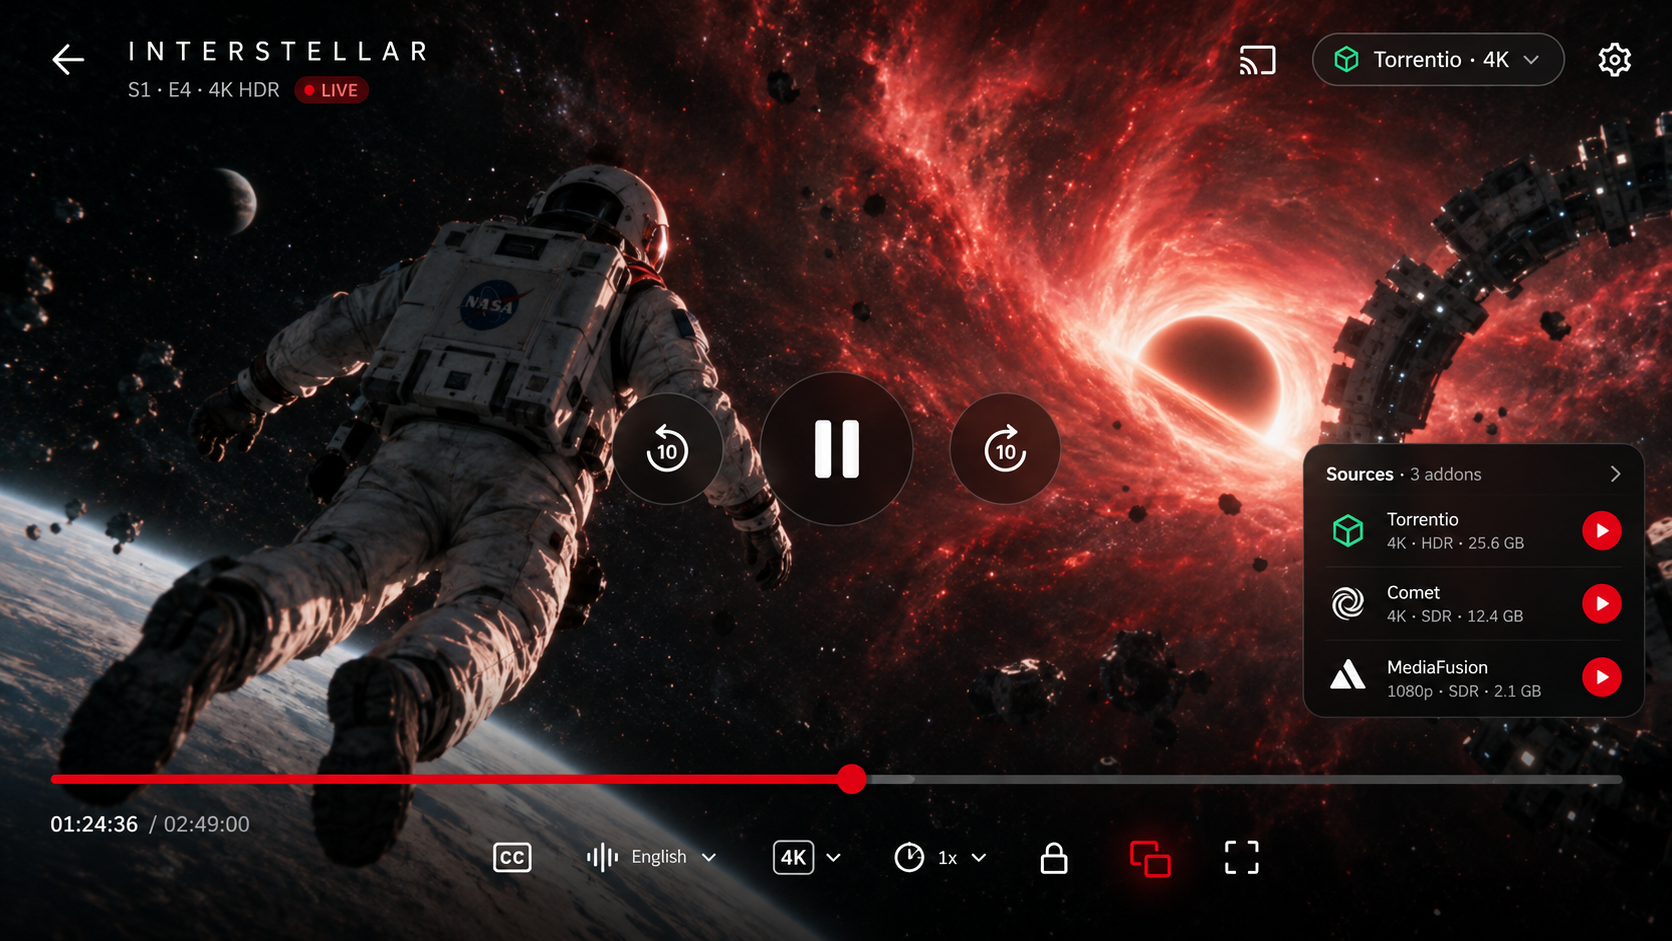 INTERSTELLAR
S1 · E4 · 4K HDR LIVE
Torrentio · 4K
NASA
10
10
Sources · 3 addons
Torrentio
4K · HDR · 25.6 GB
Comet
4K · SDR · 12.4 GB
MediaFusion
1080p · SDR · 2.1 GB
01:24:36 / 02:49:00
CC English 4K 1x